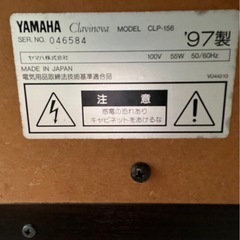 YAMAHA Clavinova MODEL CLP-156
SER. NO. 046584
100V 55W 50/60Hz
'97製
ヤマハ株式会社
MADE IN JAPAN
電気用品取締法技術基準適合品
VU44210
注意
感電の恐れあり
キャビネットをあけるな